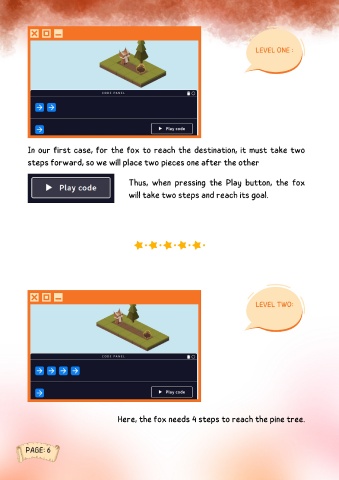 LEVEL ONE :
CODE PANEL
Play code
In our first case, for the fox to reach the destination, it must take two
steps forward, so we will place two pieces one after the other
Play code
Thus, when pressing the Play button, the fox
will take two steps and reach its goal.
LEVEL TWO:
CODE PANEL
Play code
Here, the fox needs 4 steps to reach the pine tree.
PAGE: 6